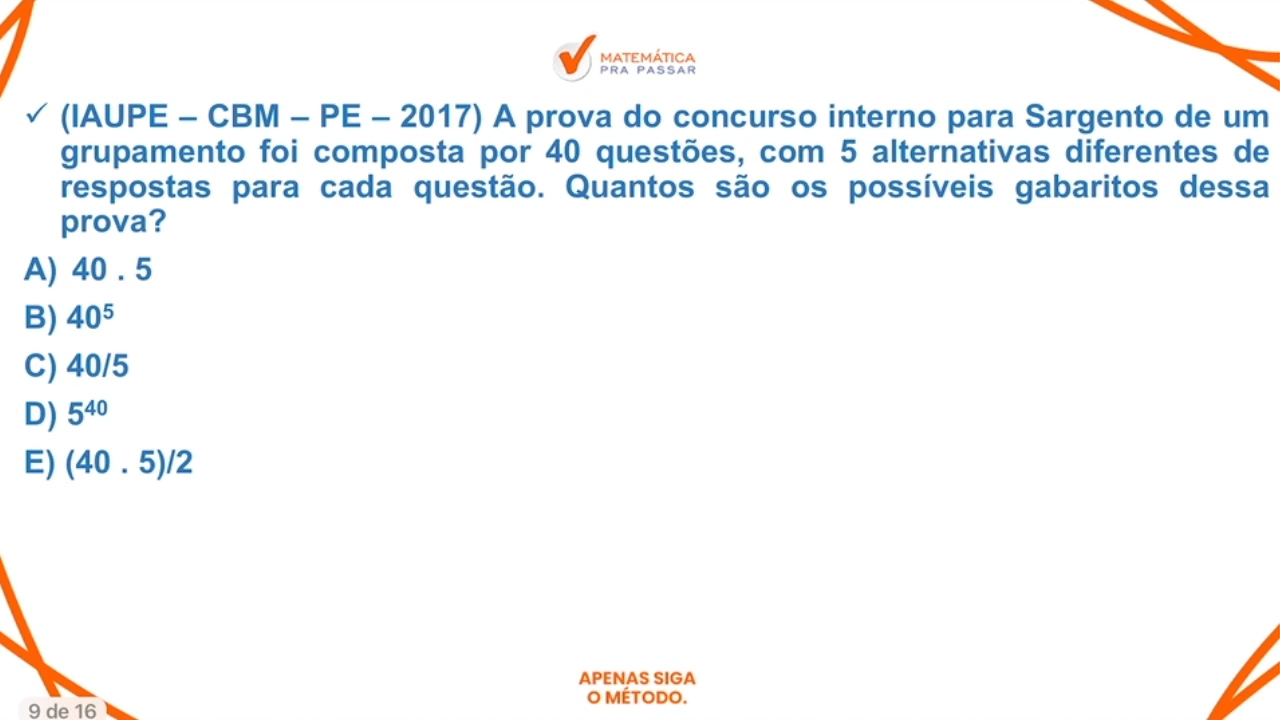 MATEMÁTICA
PRA PASSAR
✓ (IAUPE – CBM – PE – 2017) A prova do concurso interno para Sargento de um
grupamento foi composta por 40 questões, com 5 alternativas diferentes de
respostas para cada questão. Quantos são os possíveis gabaritos dessa
prova?
A) 40 . 5
B) 40⁵
C) 40/5
D) 5⁴⁰
E) (40 . 5)/2
APENAS SIGA
O MÉTODO.
9 de 16